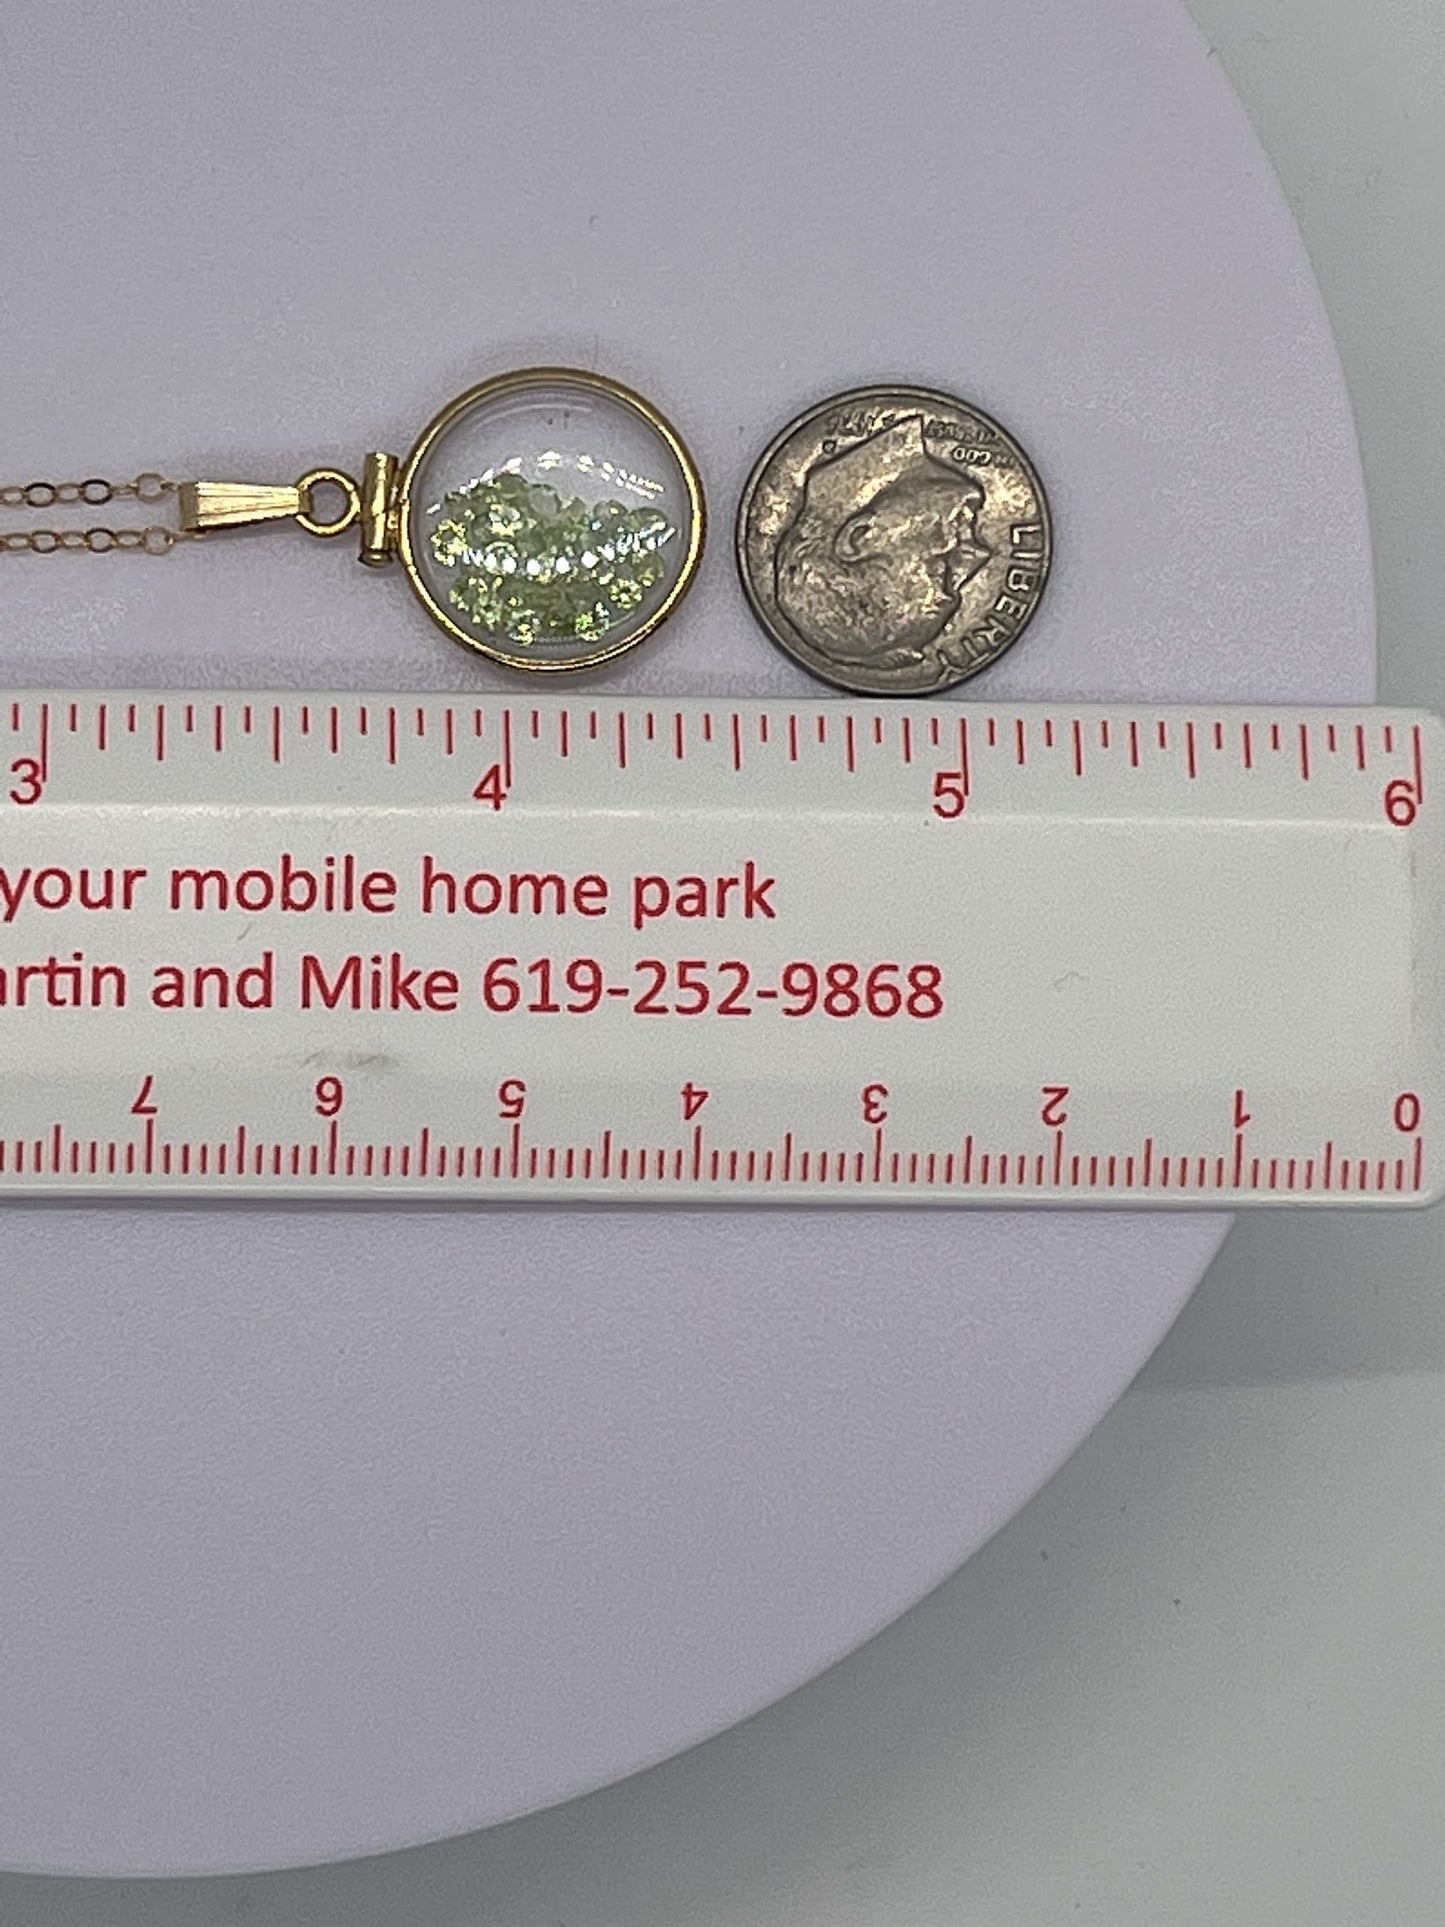 LIBERTY
3 4 5 6
your mobile home park
artin and Mike 619-252-9868
7 6 5 4 3 2 1 0